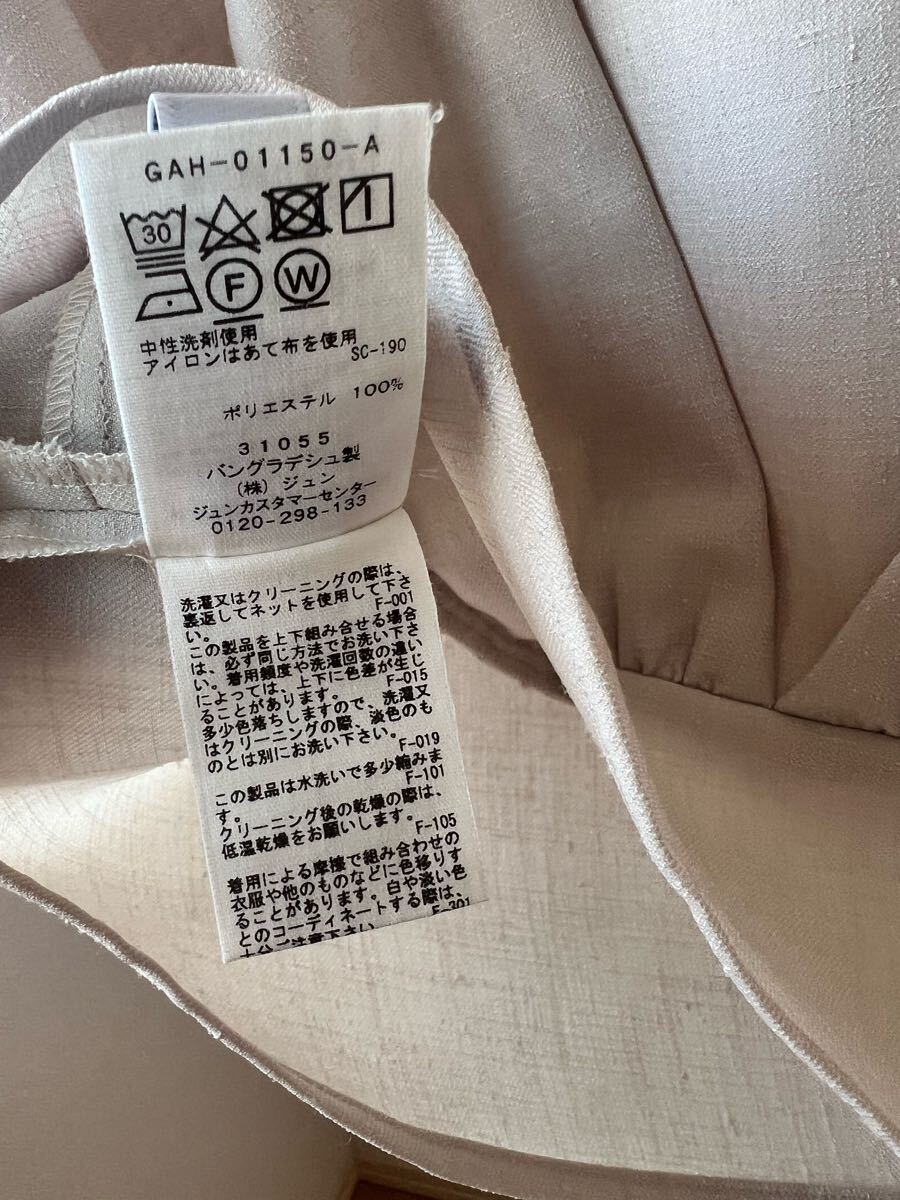 GAH-01150-A
30
F W
中性洗剤使用
アイロンはあて布を使用
SC-190
ポリエステル 100%
31055
バングラデシュ製
(株) ジュン
ジュンカスタマーセンター
0120-298-133
洗濯又はクリーニングの際は、
裏返してネットを使用して下さ
い。 F-001
この製品を上下組み合せる場合
は、必ず同じ方法でお洗い下さ
い。着用頻度や洗濯回数の違い
によっては、上下に色差が生じ
ることがあります。 F-015
多少色落ちしますので、洗濯又
はクリーニングの際、淡色のも
のとは別にお洗い下さい。
F-019
この製品は水洗いで多少縮みま
す。 F-101
クリーニング後の乾燥の際は、
低温乾燥をお願いします。
F-105
着用による摩擦で組み合わせの
衣服や他のものなどに色移りす
ることがあります。白や淡い色
とのコーディネートする際は、
十分ご注意下さい。 F-301